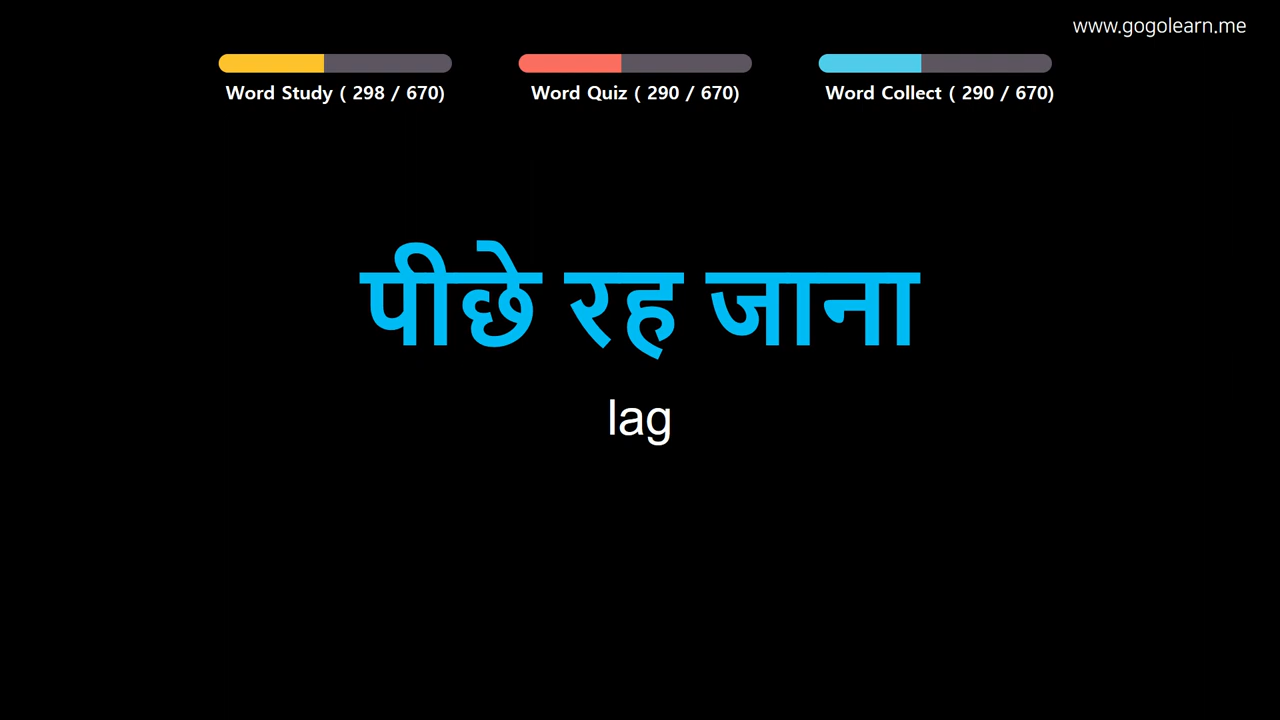 www.gogolearn.me
Word Study ( 298 / 670)
Word Quiz ( 290 / 670)
Word Collect ( 290 / 670)
पीछे रह जाना
lag